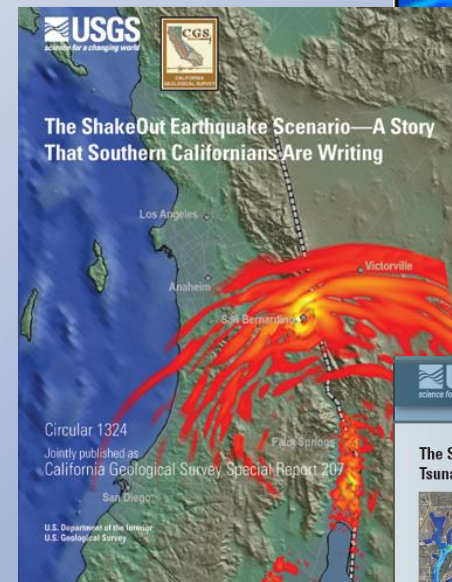 USGS
science for a changing world
CGS
CALIFORNIA
GEOLOGICAL SURVEY
The ShakeOut Earthquake Scenario—A Story
That Southern Californians Are Writing
Los Angeles
Victorville
Anaheim
San Bernardino
Circular 1324
Jointly published as
Palm Springs
California Geological Survey Special Report 207
San Diego
U.S. Department of the Interior
U.S. Geological Survey
science for
The S
Tsuna